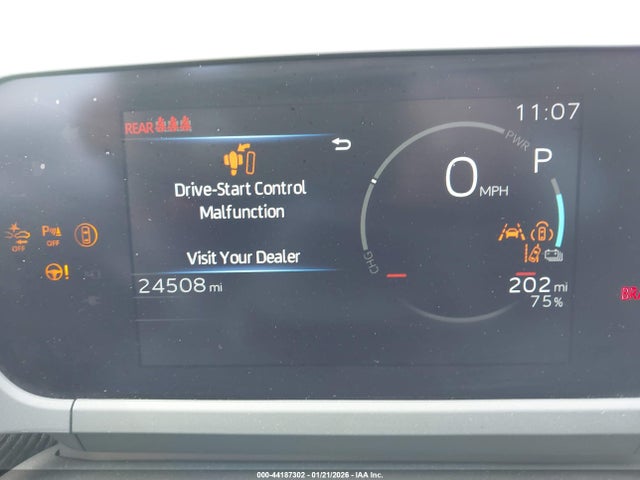 11:07
REAR
PWR
P
Drive-Start Control
Malfunction
0 MPH
OFF
P
OFF
Visit Your Dealer
CHG
24508 mi
202 mi
75%
000-44187302 - 01/21/2026 - IAA Inc.